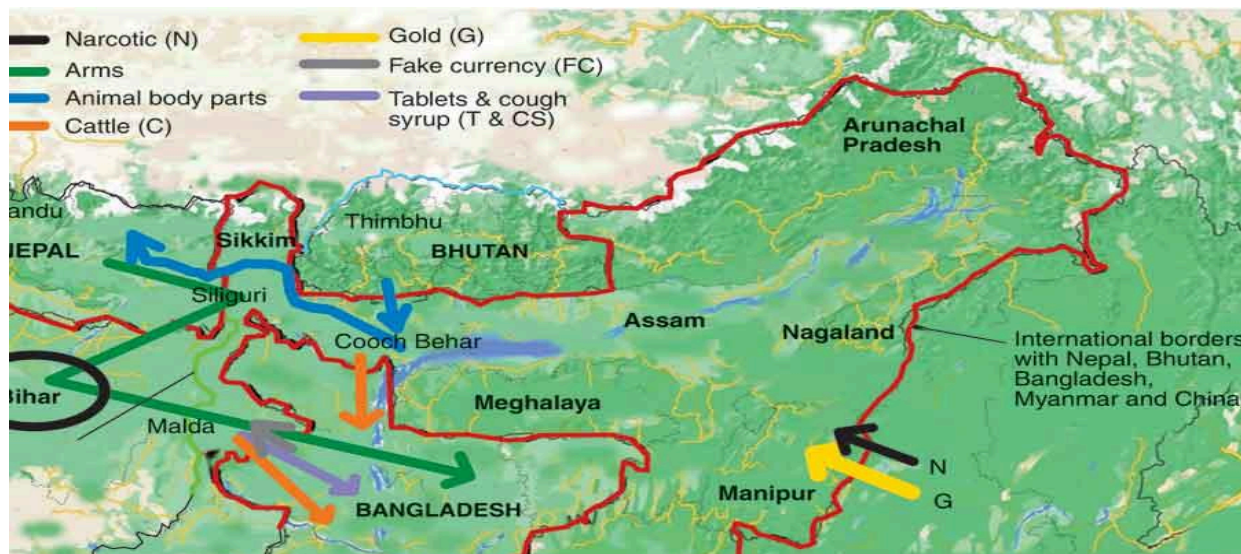 Narcotic (N)
Arms
Animal body parts
Cattle (C)
Gold (G)
Fake currency (FC)
Tablets & cough
syrup (T & CS)
Arunachal
Pradesh
andu
NEPAL
Sikkim
Thimbhu
BHUTAN
Siliguri
Cooch Behar
Assam
Nagaland
International borders
with Nepal, Bhutan,
Bangladesh,
Myanmar and China
Bihar
Malda
Meghalaya
BANGLADESH
Manipur
N
G